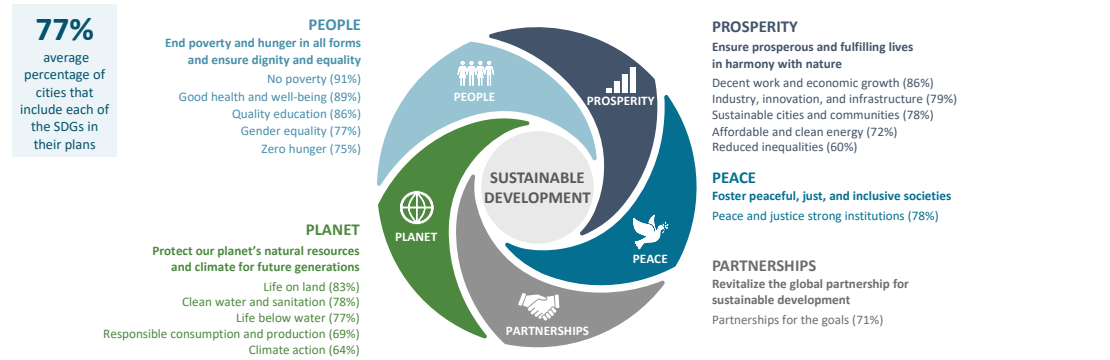 77%
average
percentage of
cities that
include each of
the SDGs in
their plans
PEOPLE
End poverty and hunger in all forms
and ensure dignity and equality
No poverty (91%)
Good health and well-being (89%)
Quality education (86%)
Gender equality (77%)
Zero hunger (75%)
PLANET
Protect our planet's natural resources
and climate for future generations
Life on land (83%)
Clean water and sanitation (78%)
Life below water (77%)
Responsible consumption and production (69%)
Climate action (64%)
PEOPLE
PROSPERITY
SUSTAINABLE
DEVELOPMENT
PLANET
PEACE
PARTNERSHIPS
PROSPERITY
Ensure prosperous and fulfilling lives
in harmony with nature
Decent work and economic growth (86%)
Industry, innovation, and infrastructure (79%)
Sustainable cities and communities (78%)
Affordable and clean energy (72%)
Reduced inequalities (60%)
PEACE
Foster peaceful, just, and inclusive societies
Peace and justice strong institutions (78%)
PARTNERSHIPS
Revitalize the global partnership for
sustainable development
Partnerships for the goals (71%)